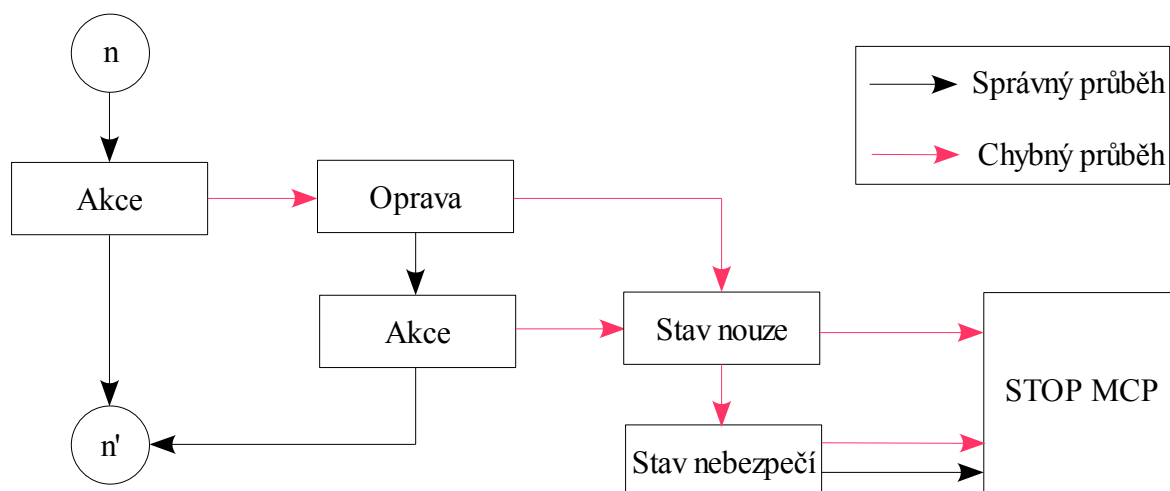 n
Správný průběh
Chybný průběh
Akce
Oprava
Akce
Stav nouze
STOP MCP
n'
Stav nebezpečí